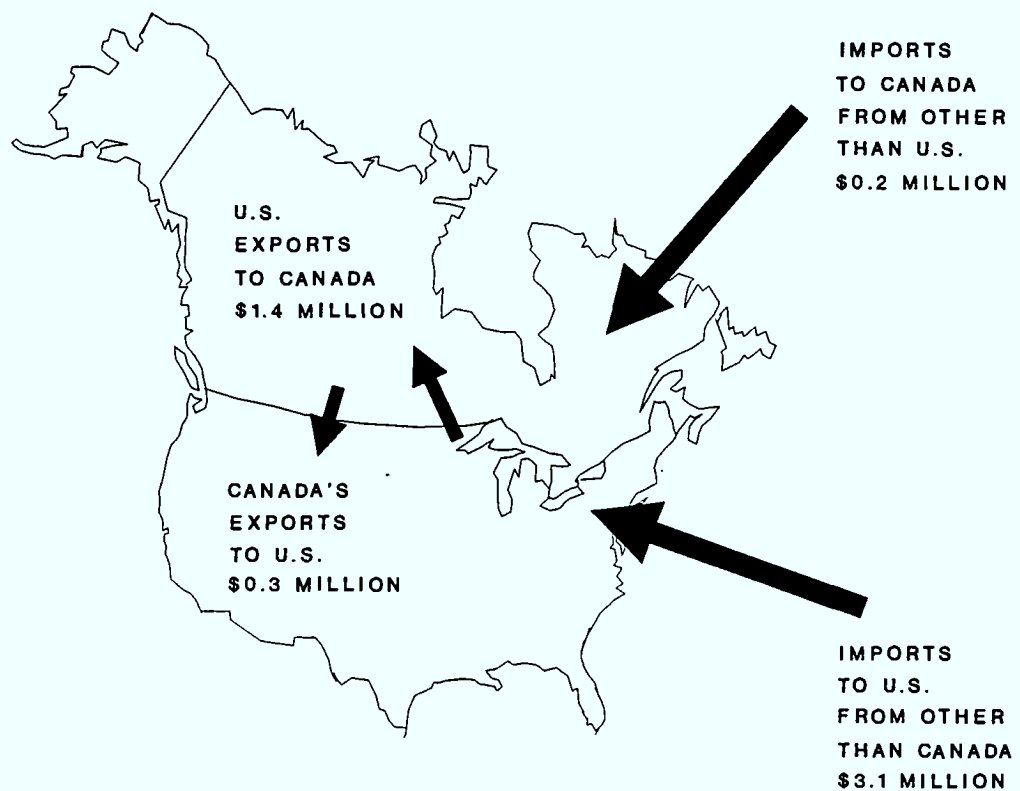 IMPORTS
TO CANADA
FROM OTHER
THAN U.S.
$0.2 MILLION
U.S.
EXPORTS
TO CANADA
$1.4 MILLION
CANADA'S
EXPORTS
TO U.S.
$0.3 MILLION
IMPORTS
TO U.S.
FROM OTHER
THAN CANADA
$3.1 MILLION